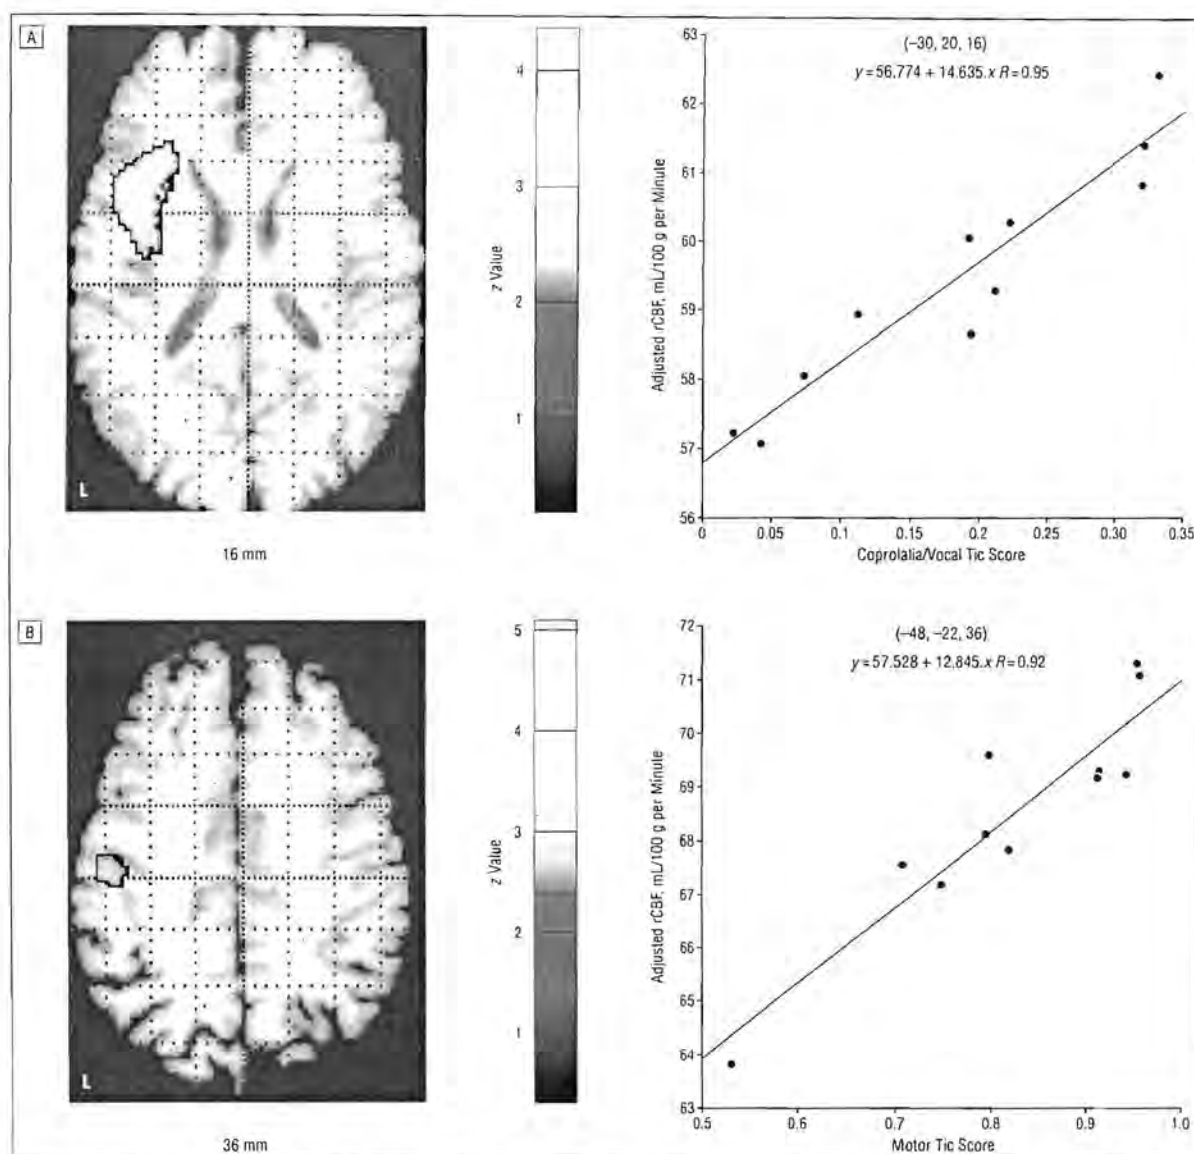 A
L
16 mm
4
3
2
1
z Value
(–30, 20, 16)
y=56.774 + 14.635.x R=0.95
63
62
61
60
59
58
57
56
Adjusted rCBF, mL/100 g per Minute
0
0.1
0.15
0.2
0.25
0.30
0.35
Coprolalia/Vocal Tic Score
B
L
36 mm
5
4
3
2
1
z Value
(–48, –22, 36)
y=57.528 + 12.845.x R=0.92
72
71
70
69
68
67
66
65
64
63
Adjusted rCBF, mL/100 g per Minute
0.5
0.6
0.7
0.8
0.9
1.0
Motor Tic Score